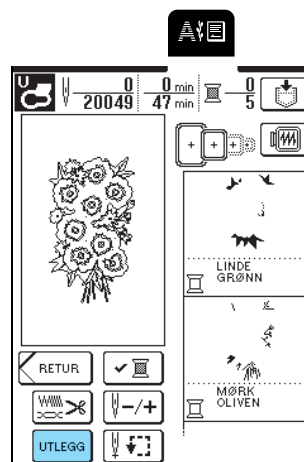 A
U
0 0 min 0
20049 47 min 5
LINDE
GRØNN
RETUR
MØRK
OLIVEN
-/+
UTLEGG